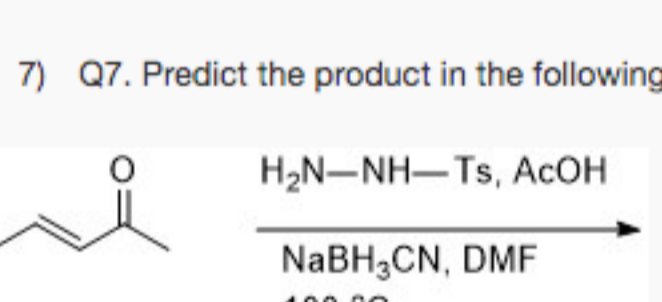 7) Q7. Predict the product in the following
O
H₂N—NH—Ts, AcOH
NaBH₃CN, DMF